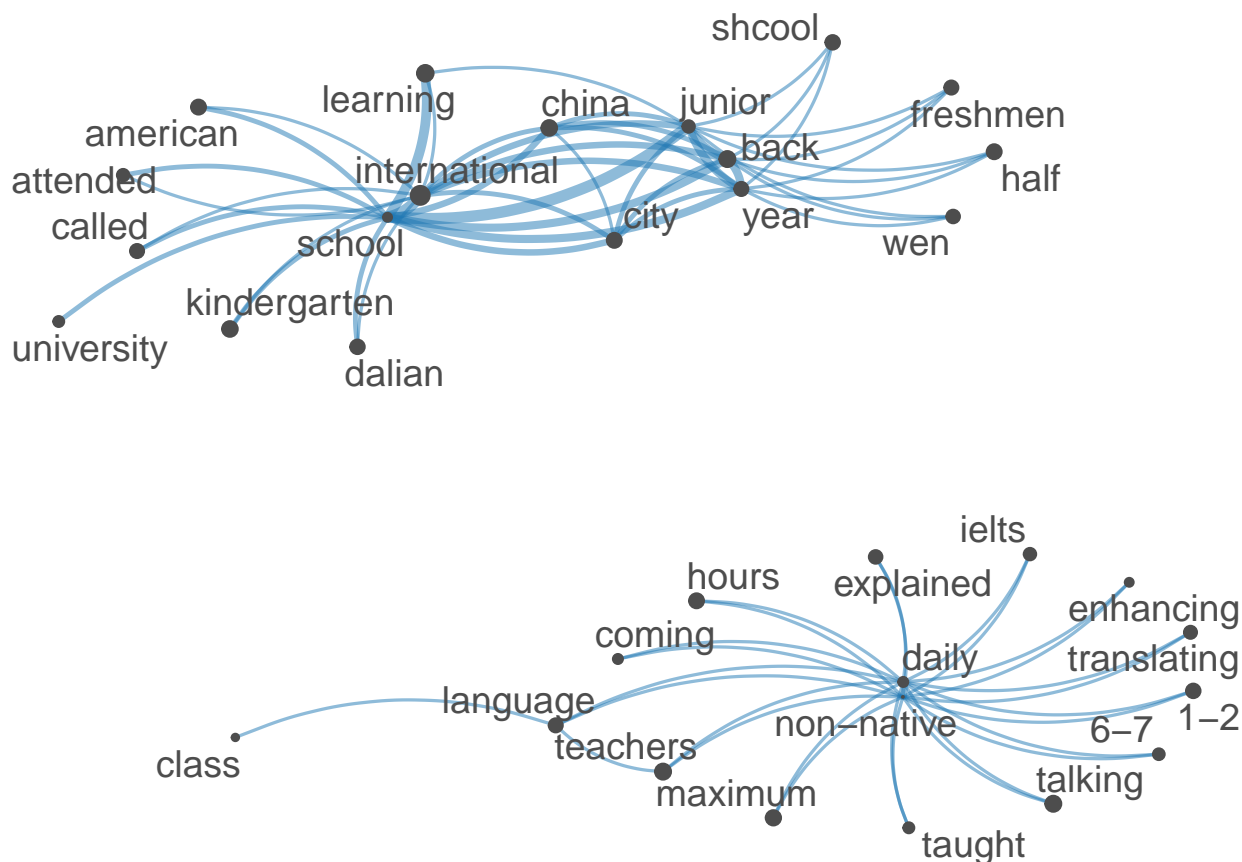 shcool
learning
china
junior
american
freshmen
back
attended
international
half
called
school
city
year
wen
kindergarten
university
dalian
ielts
hours
explained
enhancing
coming
daily
translating
language
non−native
1−2
teachers
6−7
class
maximum
talking
taught